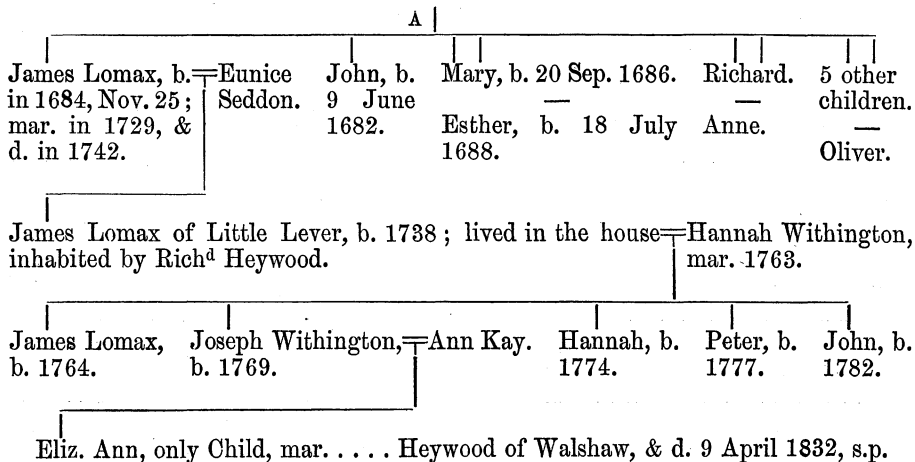 A
James Lomax, b. Eunice John, b. Mary, b. 20 Sep. 1686. Richard. 5 other
in 1684, Nov. 25; Seddon. 9 June — — children.
mar. in 1729, & 1682. Esther, b. 18 July Anne. —
d. in 1742. 1688. Oliver.
James Lomax of Little Lever, b. 1738; lived in the house Hannah Withington,
inhabited by Richᵈ Heywood. mar. 1763.
James Lomax, Joseph Withington, Ann Kay. Hannah, b. Peter, b. John, b.
b. 1764. b. 1769. 1774. 1777. 1782.
Eliz. Ann, only Child, mar. . . . . Heywood of Walshaw, & d. 9 April 1832, s.p.